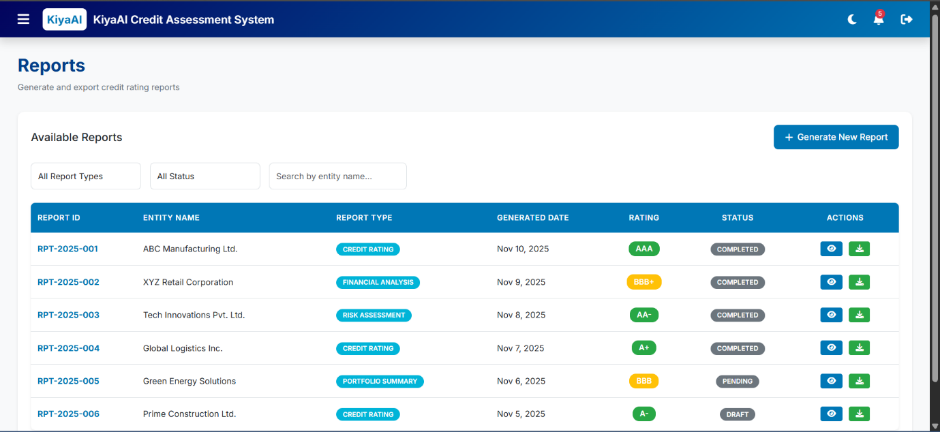 KiyaAI KiyaAI Credit Assessment System 5
Reports
Generate and export credit rating reports
Available Reports
+ Generate New Report
All Report Types All Status Search by entity name...
REPORT ID ENTITY NAME REPORT TYPE GENERATED DATE RATING STATUS ACTIONS
RPT-2025-001 ABC Manufacturing Ltd. CREDIT RATING Nov 10, 2025 AAA COMPLETED
RPT-2025-002 XYZ Retail Corporation FINANCIAL ANALYSIS Nov 9, 2025 BBB+ COMPLETED
RPT-2025-003 Tech Innovations Pvt. Ltd. RISK ASSESSMENT Nov 8, 2025 AA- COMPLETED
RPT-2025-004 Global Logistics Inc. CREDIT RATING Nov 7, 2025 A+ COMPLETED
RPT-2025-005 Green Energy Solutions PORTFOLIO SUMMARY Nov 6, 2025 BBB PENDING
RPT-2025-006 Prime Construction Ltd. CREDIT RATING Nov 5, 2025 A- DRAFT